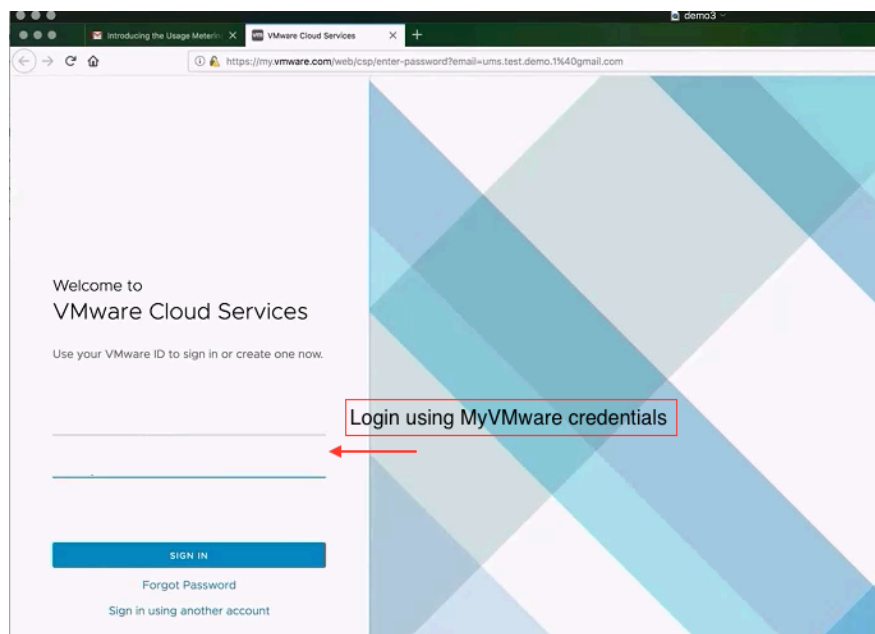 demo3
Introducing the Usage Meterin
vm
VMware Cloud Services
https://my.vmware.com/web/csp/enter-password?email=ums.test.demo.1%40gmail.com
Welcome to
VMware Cloud Services
Use your VMware ID to sign in or create one now.
Login using MyVMware credentials
SIGN IN
Forgot Password
Sign in using another account